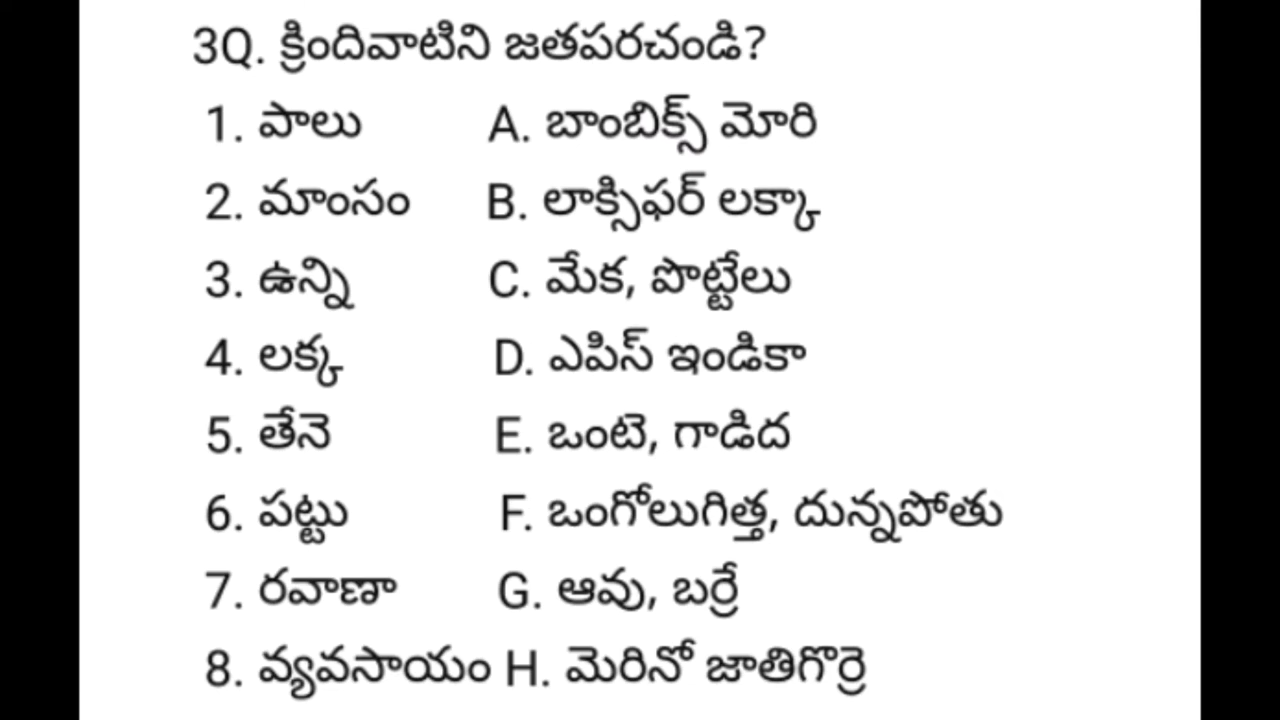 3Q. క్రిందివాటిని జతపరచండి?
1. పాలు A. బాంబిక్స్ మోరి
2. మాంసం B. లాక్సిఫర్ లక్కా
3. ఉన్ని C. మేక, పొట్టేలు
4. లక్క D. ఎపిస్ ఇండికా
5. తేనె E. ఒంటె, గాడిద
6. పట్టు F. ఒంగోలుగిత్త, దున్నపోతు
7. రవాణా G. ఆవు, బర్రే
8. వ్యవసాయం H. మెరినో జాతిగొర్రె